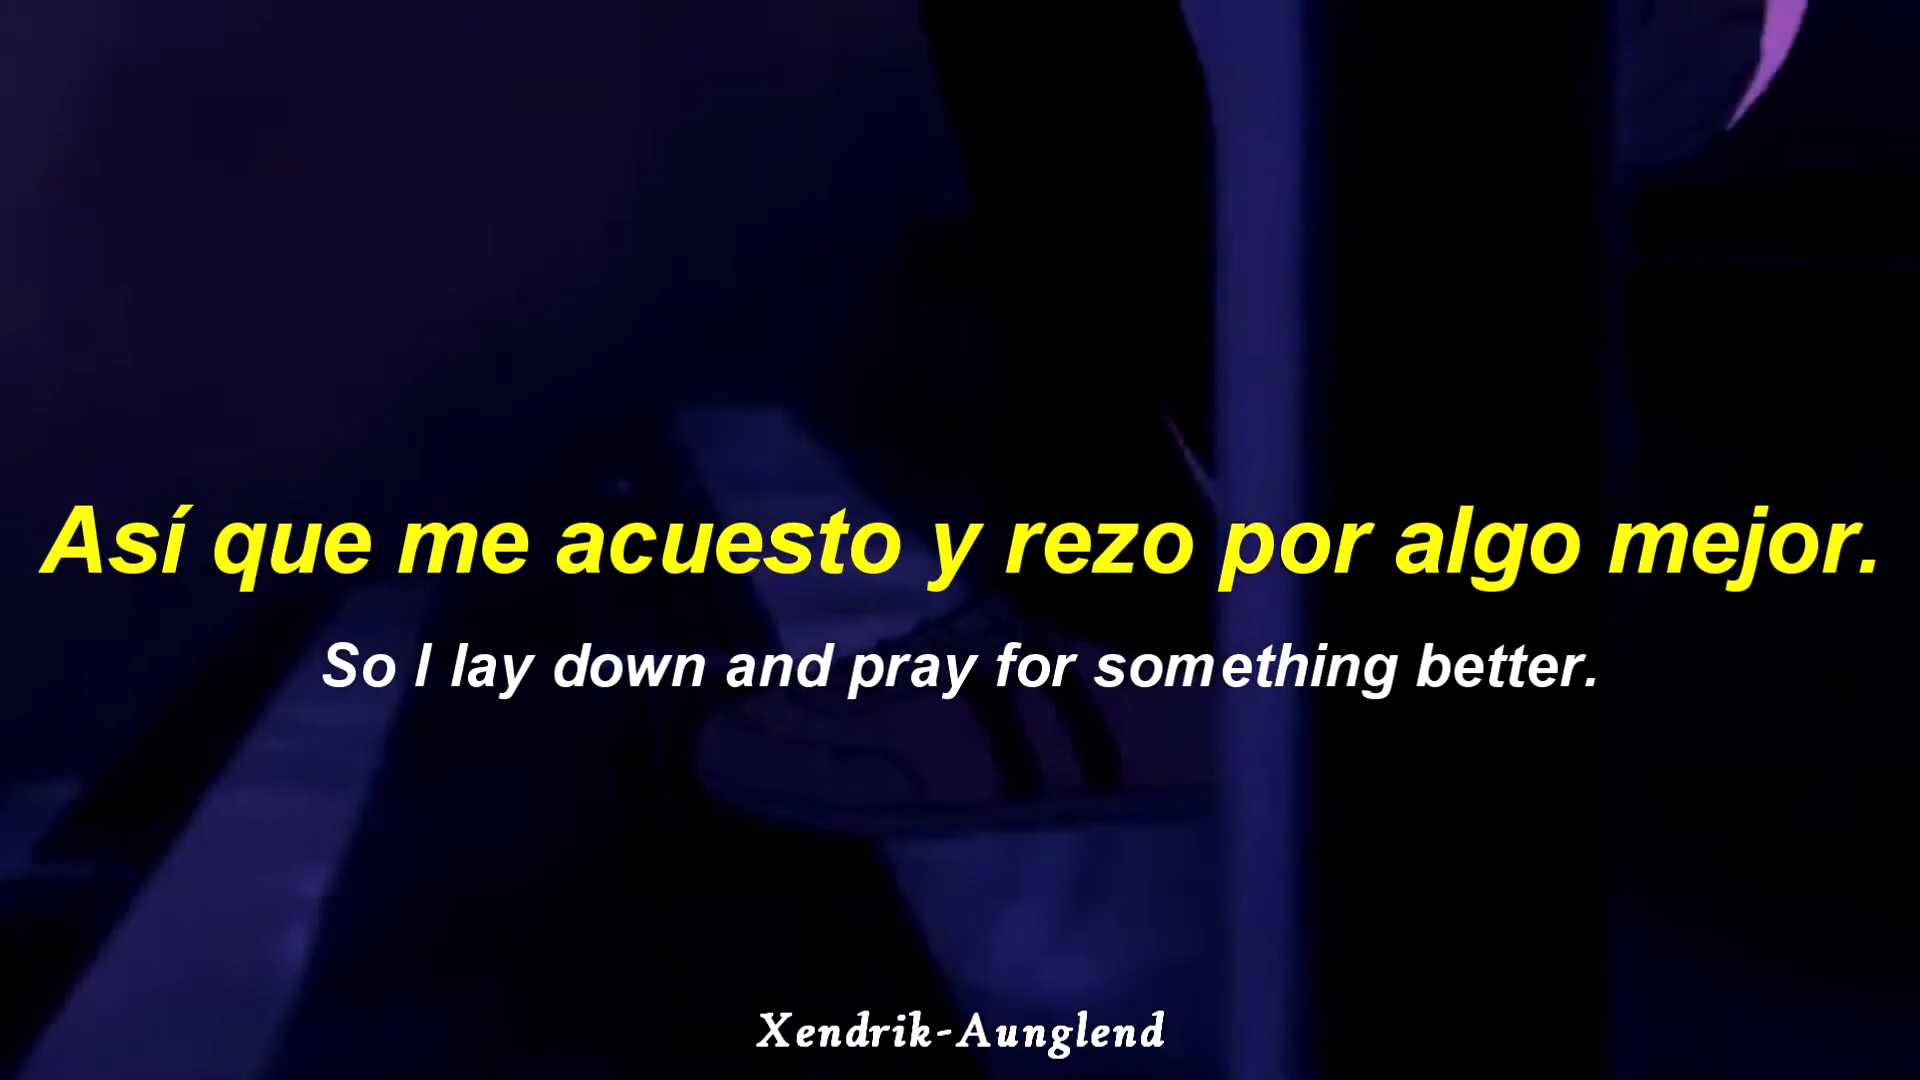 Así que me acuesto y rezo por algo mejor.
So I lay down and pray for something better.
Xendrik-Aunglend